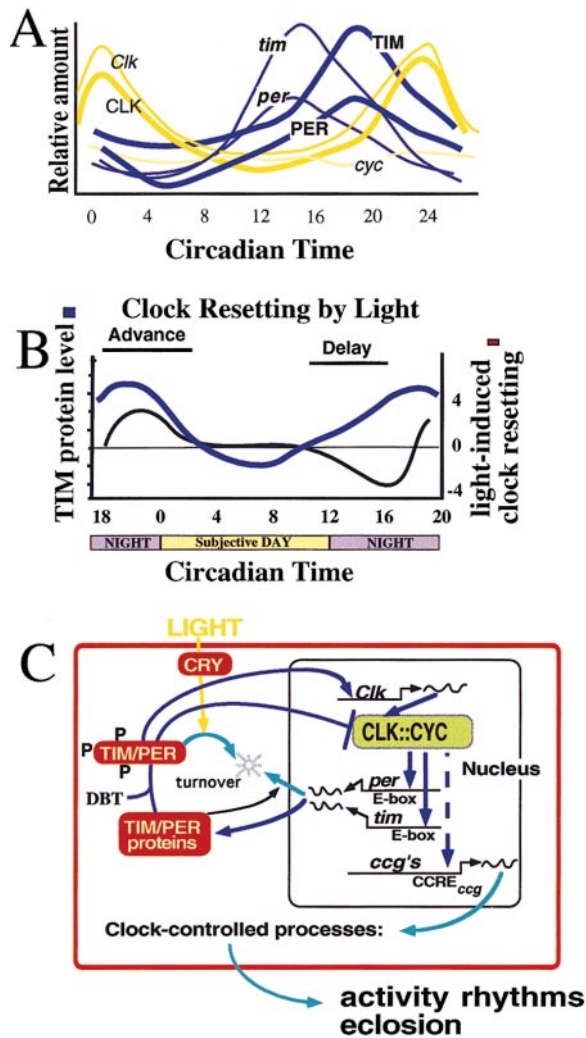 A
Relative amount
Clk
CLK
tim
per
TIM
PER
cyc
0 4 8 12 16 20 24
Circadian Time
B
Clock Resetting by Light
Advance
Delay
TIM protein level
light-induced
clock resetting
4
0
-4
18 0 4 8 12 16 20
NIGHT Subjective DAY NIGHT
Circadian Time
C
LIGHT
CRY
P
P TIM/PER
P
DBT
turnover
TIM/PER
proteins
Clk
CLK::CYC
Nucleus
per
E-box
tim
E-box
ccg's
CCRE ccg
Clock-controlled processes:
activity rhythms
eclosion